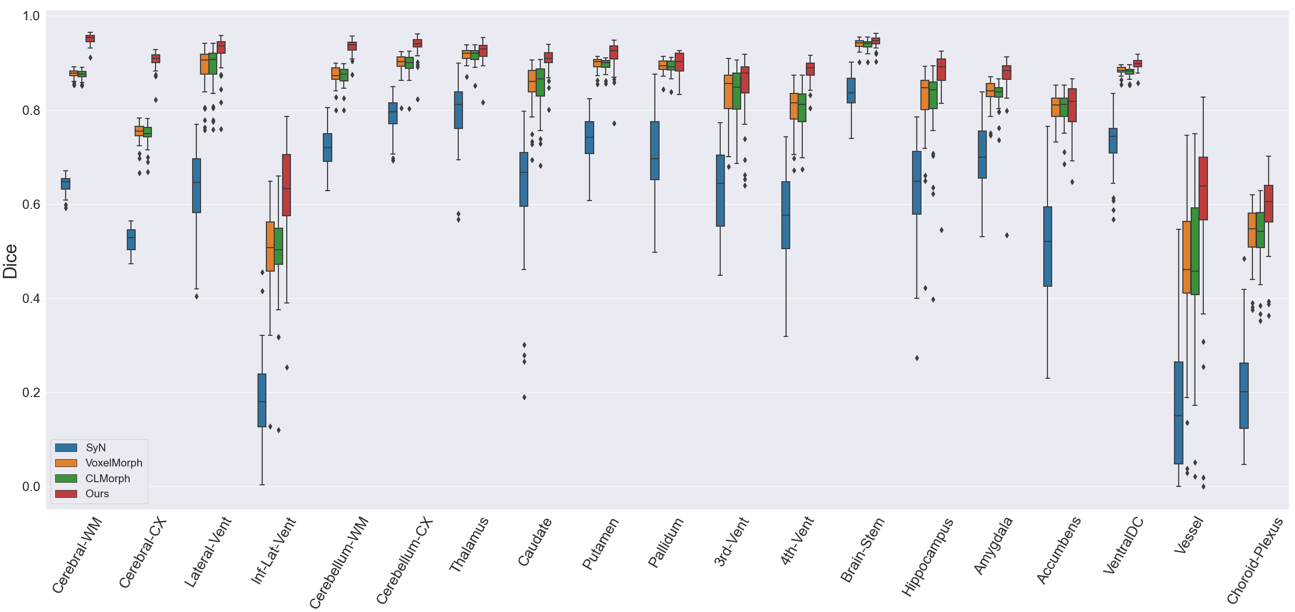 1.0
0.8
0.6
0.4
0.2
0.0
Dice
SyN
VoxelMorph
CLMorph
Ours
Cerebral-WM
Cerebral-CX
Lateral-Vent
Inf-Lat-Vent
Cerebellum-WM
Cerebellum-CX
Thalamus
Caudate
Putamen
Pallidum
3rd-Vent
4th-Vent
Brain-Stem
Hippocampus
Amygdala
Accumbens
VentralDC
Vessel
Choroid-Plexus